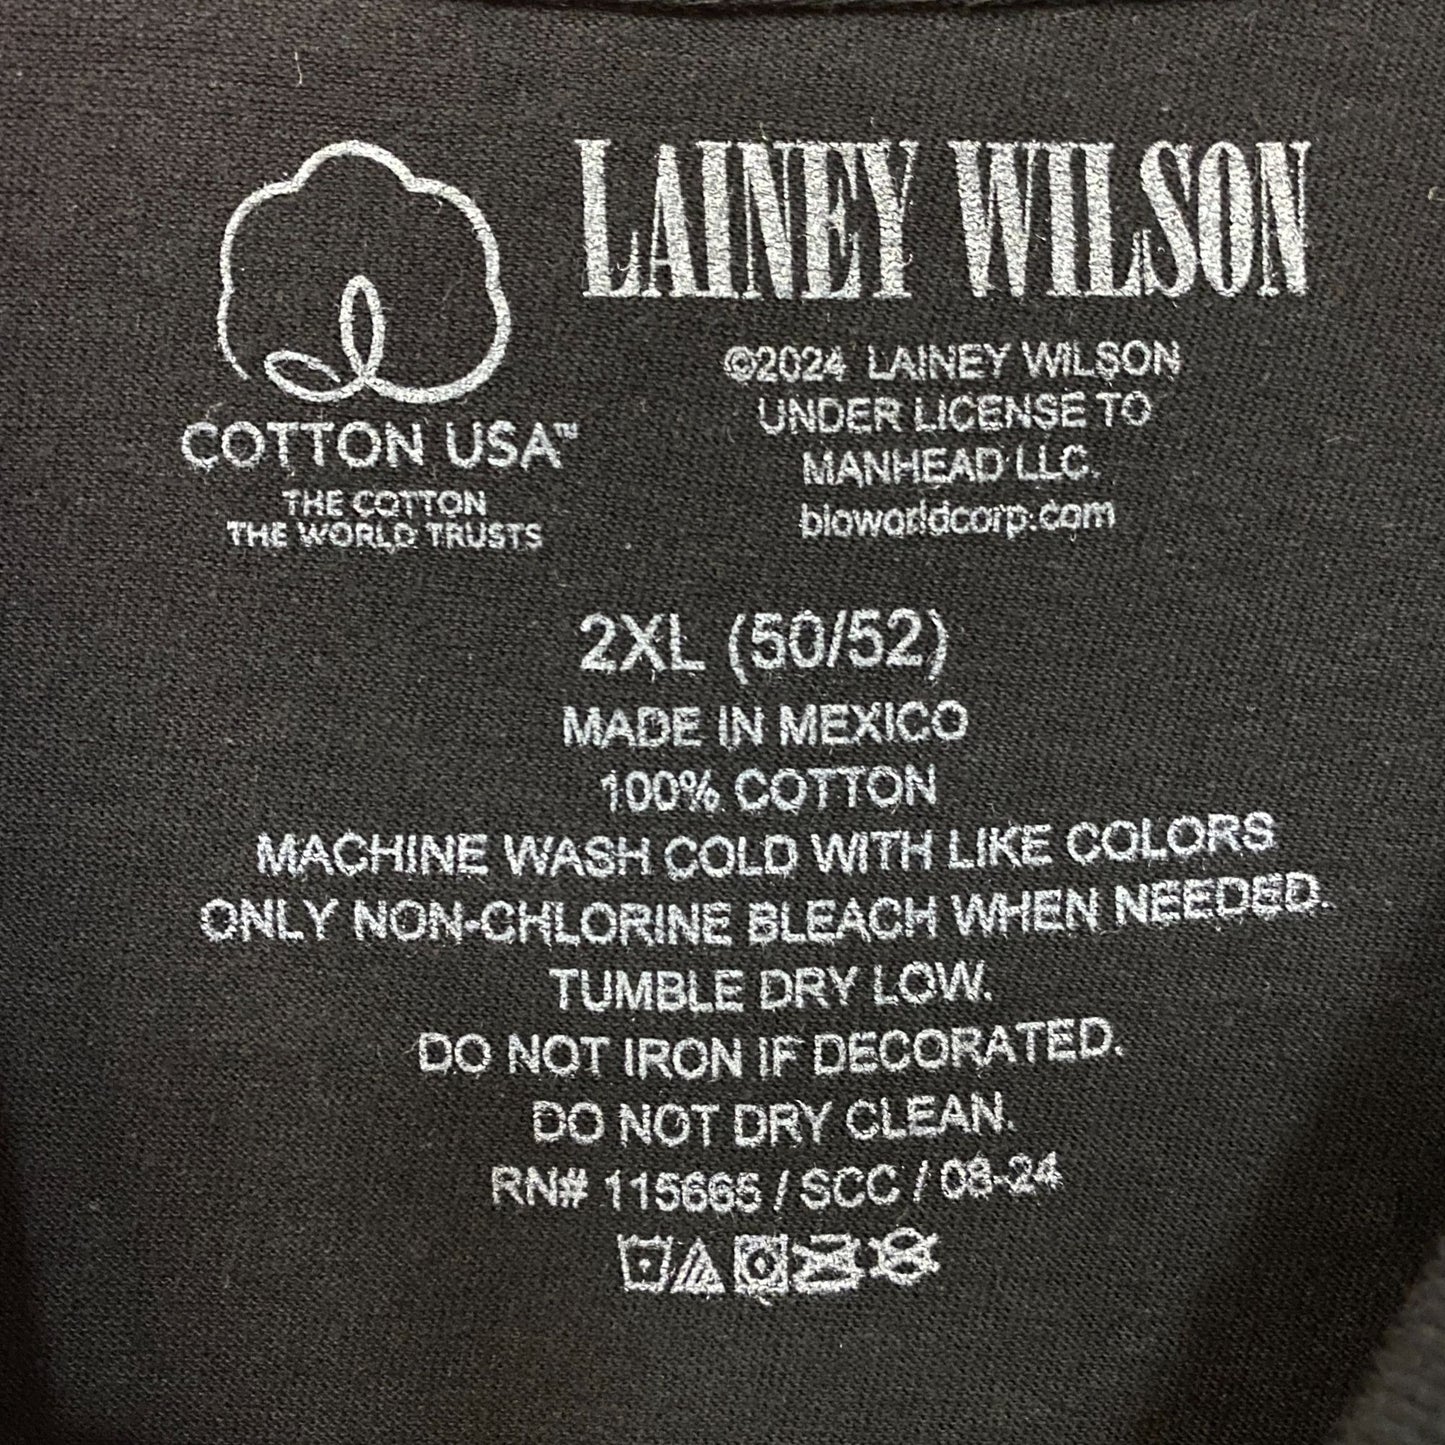 LAINEY WILSON
©2024 LAINEY WILSON
UNDER LICENSE TO
MANHEAD LLC.
bioworldcorp.com
COTTON USA™
THE COTTON
THE WORLD TRUSTS
2XL (50/52)
MADE IN MEXICO
100% COTTON
MACHINE WASH COLD WITH LIKE COLORS
ONLY NON-CHLORINE BLEACH WHEN NEEDED.
TUMBLE DRY LOW.
DO NOT IRON IF DECORATED.
DO NOT DRY CLEAN.
RN# 115665 / SCC / 08-24